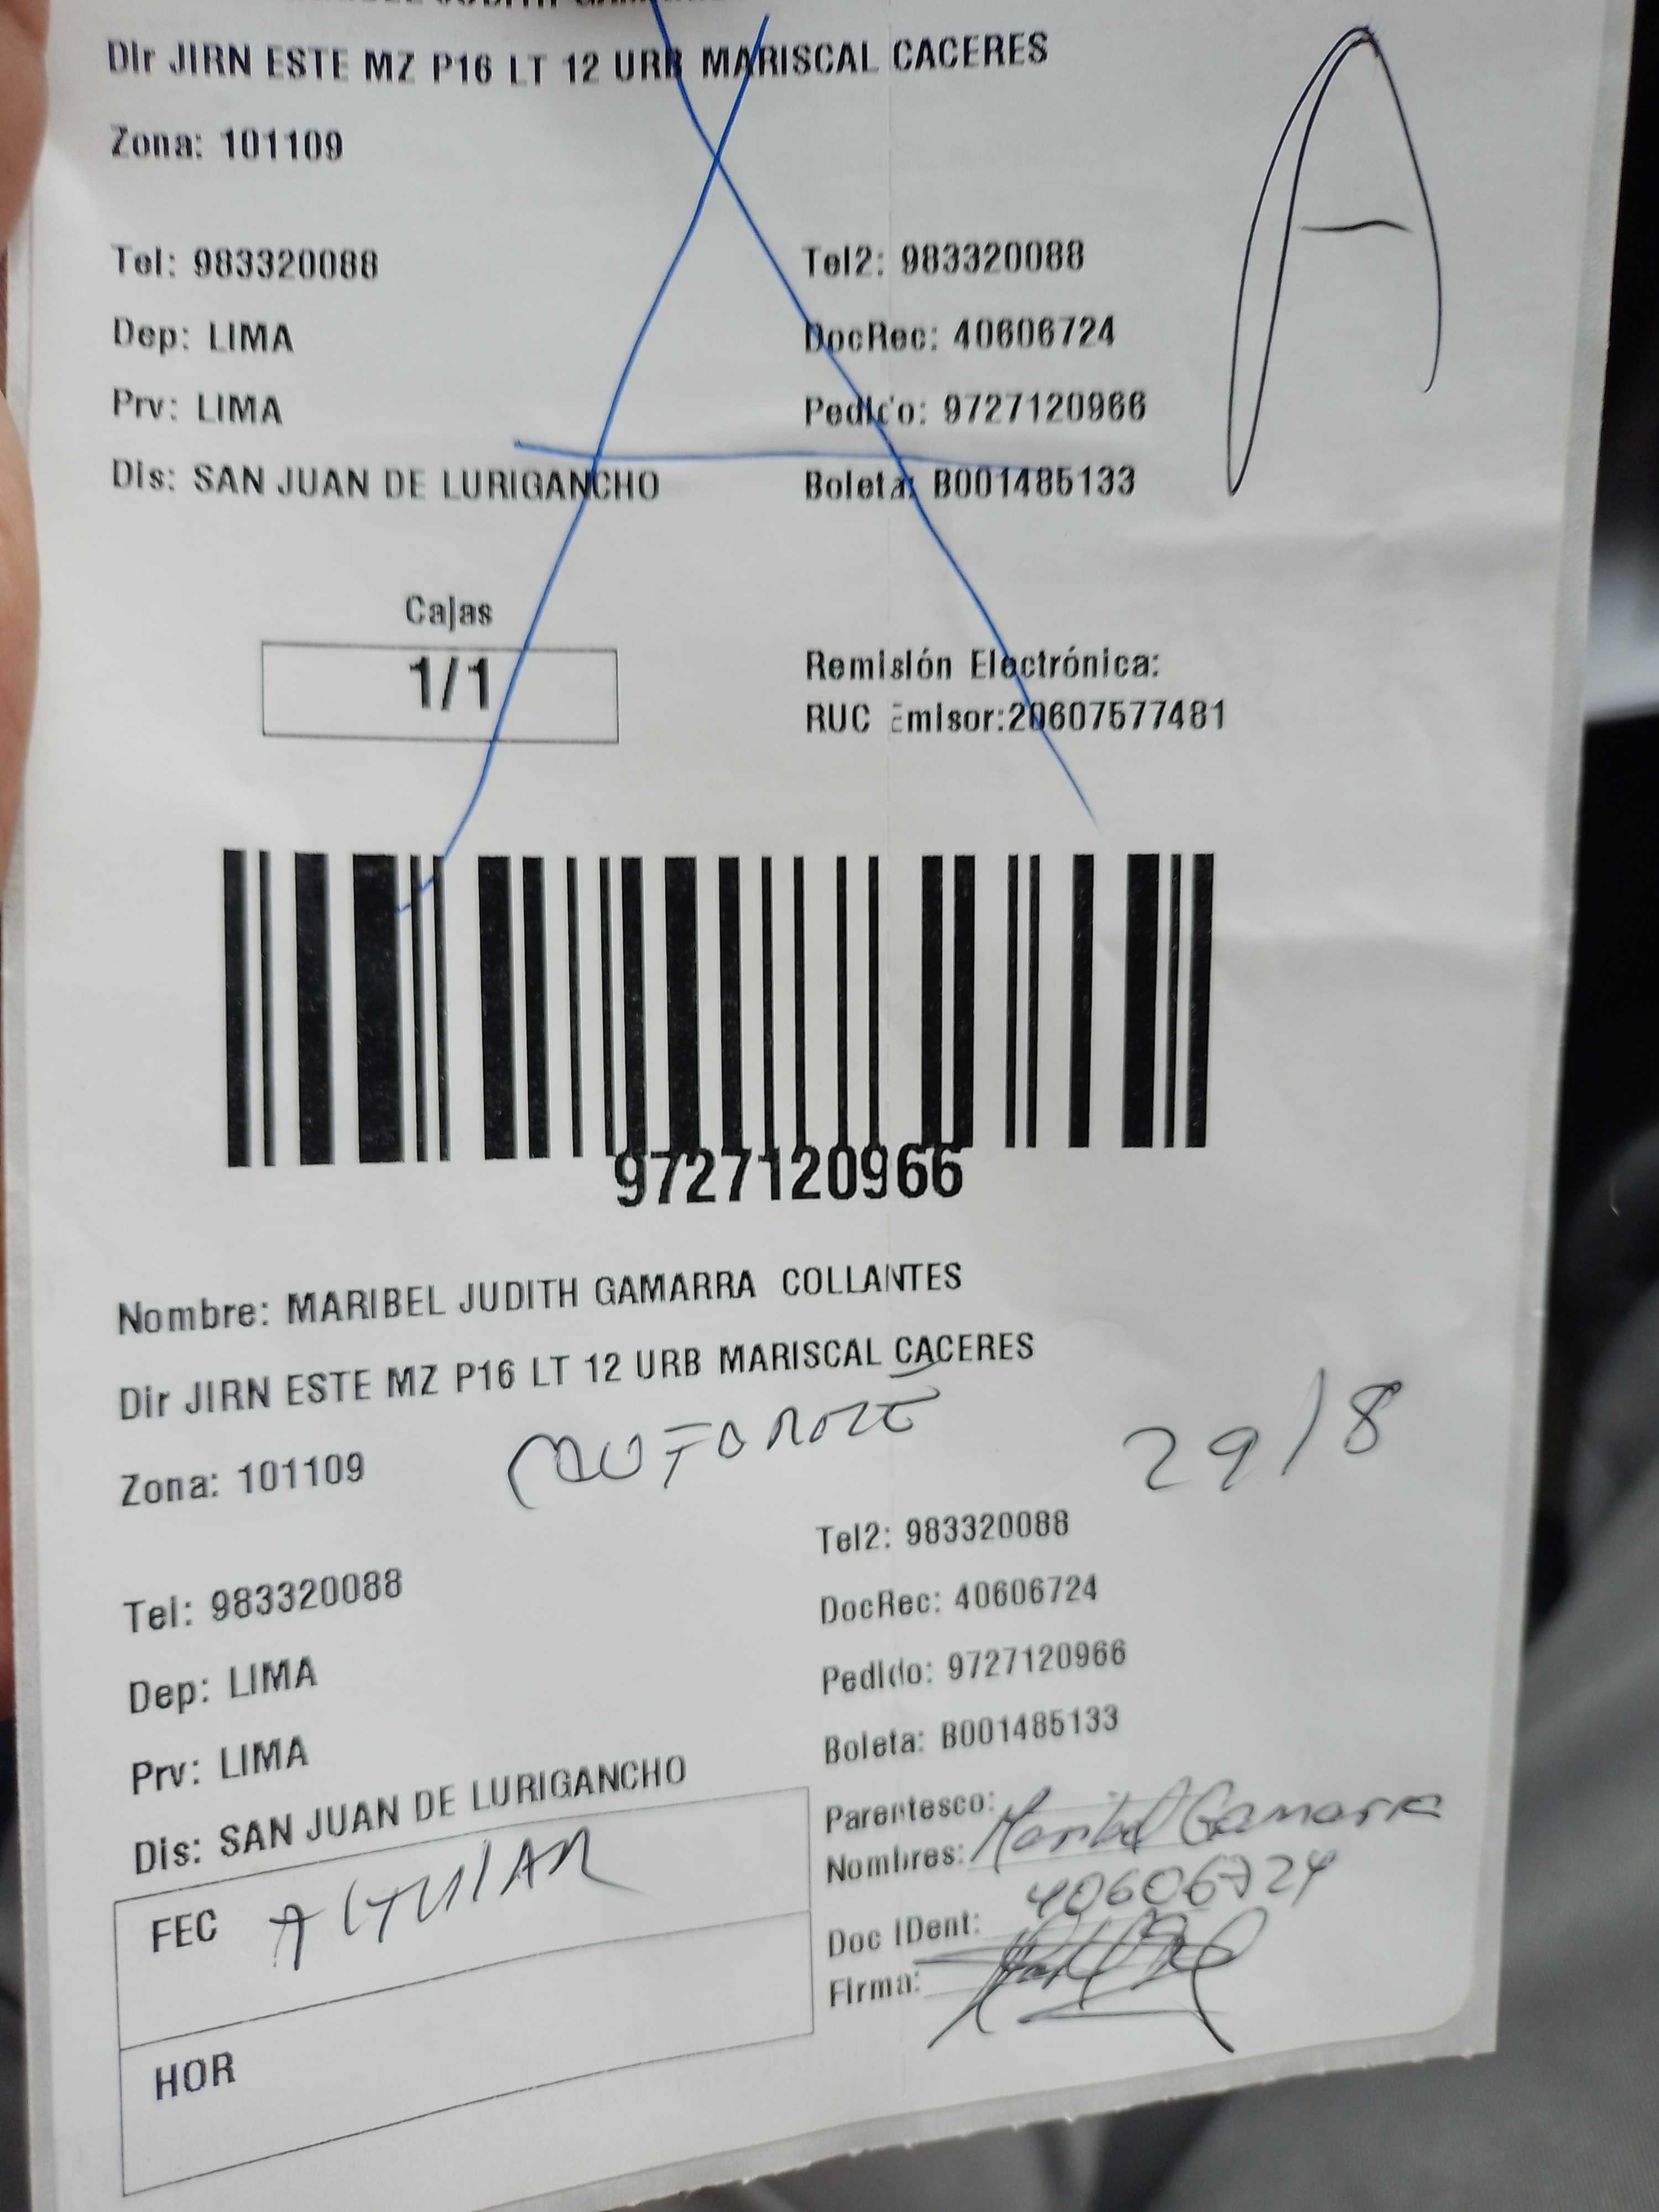 Dir JIRN ESTE MZ P16 LT 12 URB MARISCAL CACERES
A
Zona: 101109
Tel: 983320088
Tel2: 983320088
Dep: LIMA
DocRec: 40606724
Prv: LIMA
Pedido: 9727120966
Dis: SAN JUAN DE LURIGANCHO
Boleta: B001485133
Cajas
1/1
Remisión Electrónica:
RUC Emisor:20607577481
9727120966
Nombre: MARIBEL JUDITH GAMARRA COLLANTES
Dir JIRN ESTE MZ P16 LT 12 URB MARISCAL CACERES
Zona: 101109
29/8
Tel2: 983320088
Tel: 983320088
DocRec: 40606724
Dep: LIMA
Pedido: 9727120966
Prv: LIMA
Boleta: B001485133
Dis: SAN JUAN DE LURIGANCHO
Parentesco:
Nombres: Maribel Gamarra
FEC
Doc IDent: 40606724
Firma:
HOR